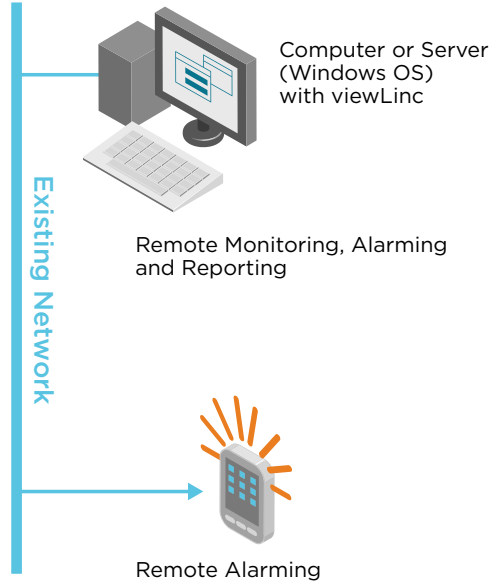 Computer or Server
(Windows OS)
with viewLinc
Existing Network
Remote Monitoring, Alarming
and Reporting
Remote Alarming